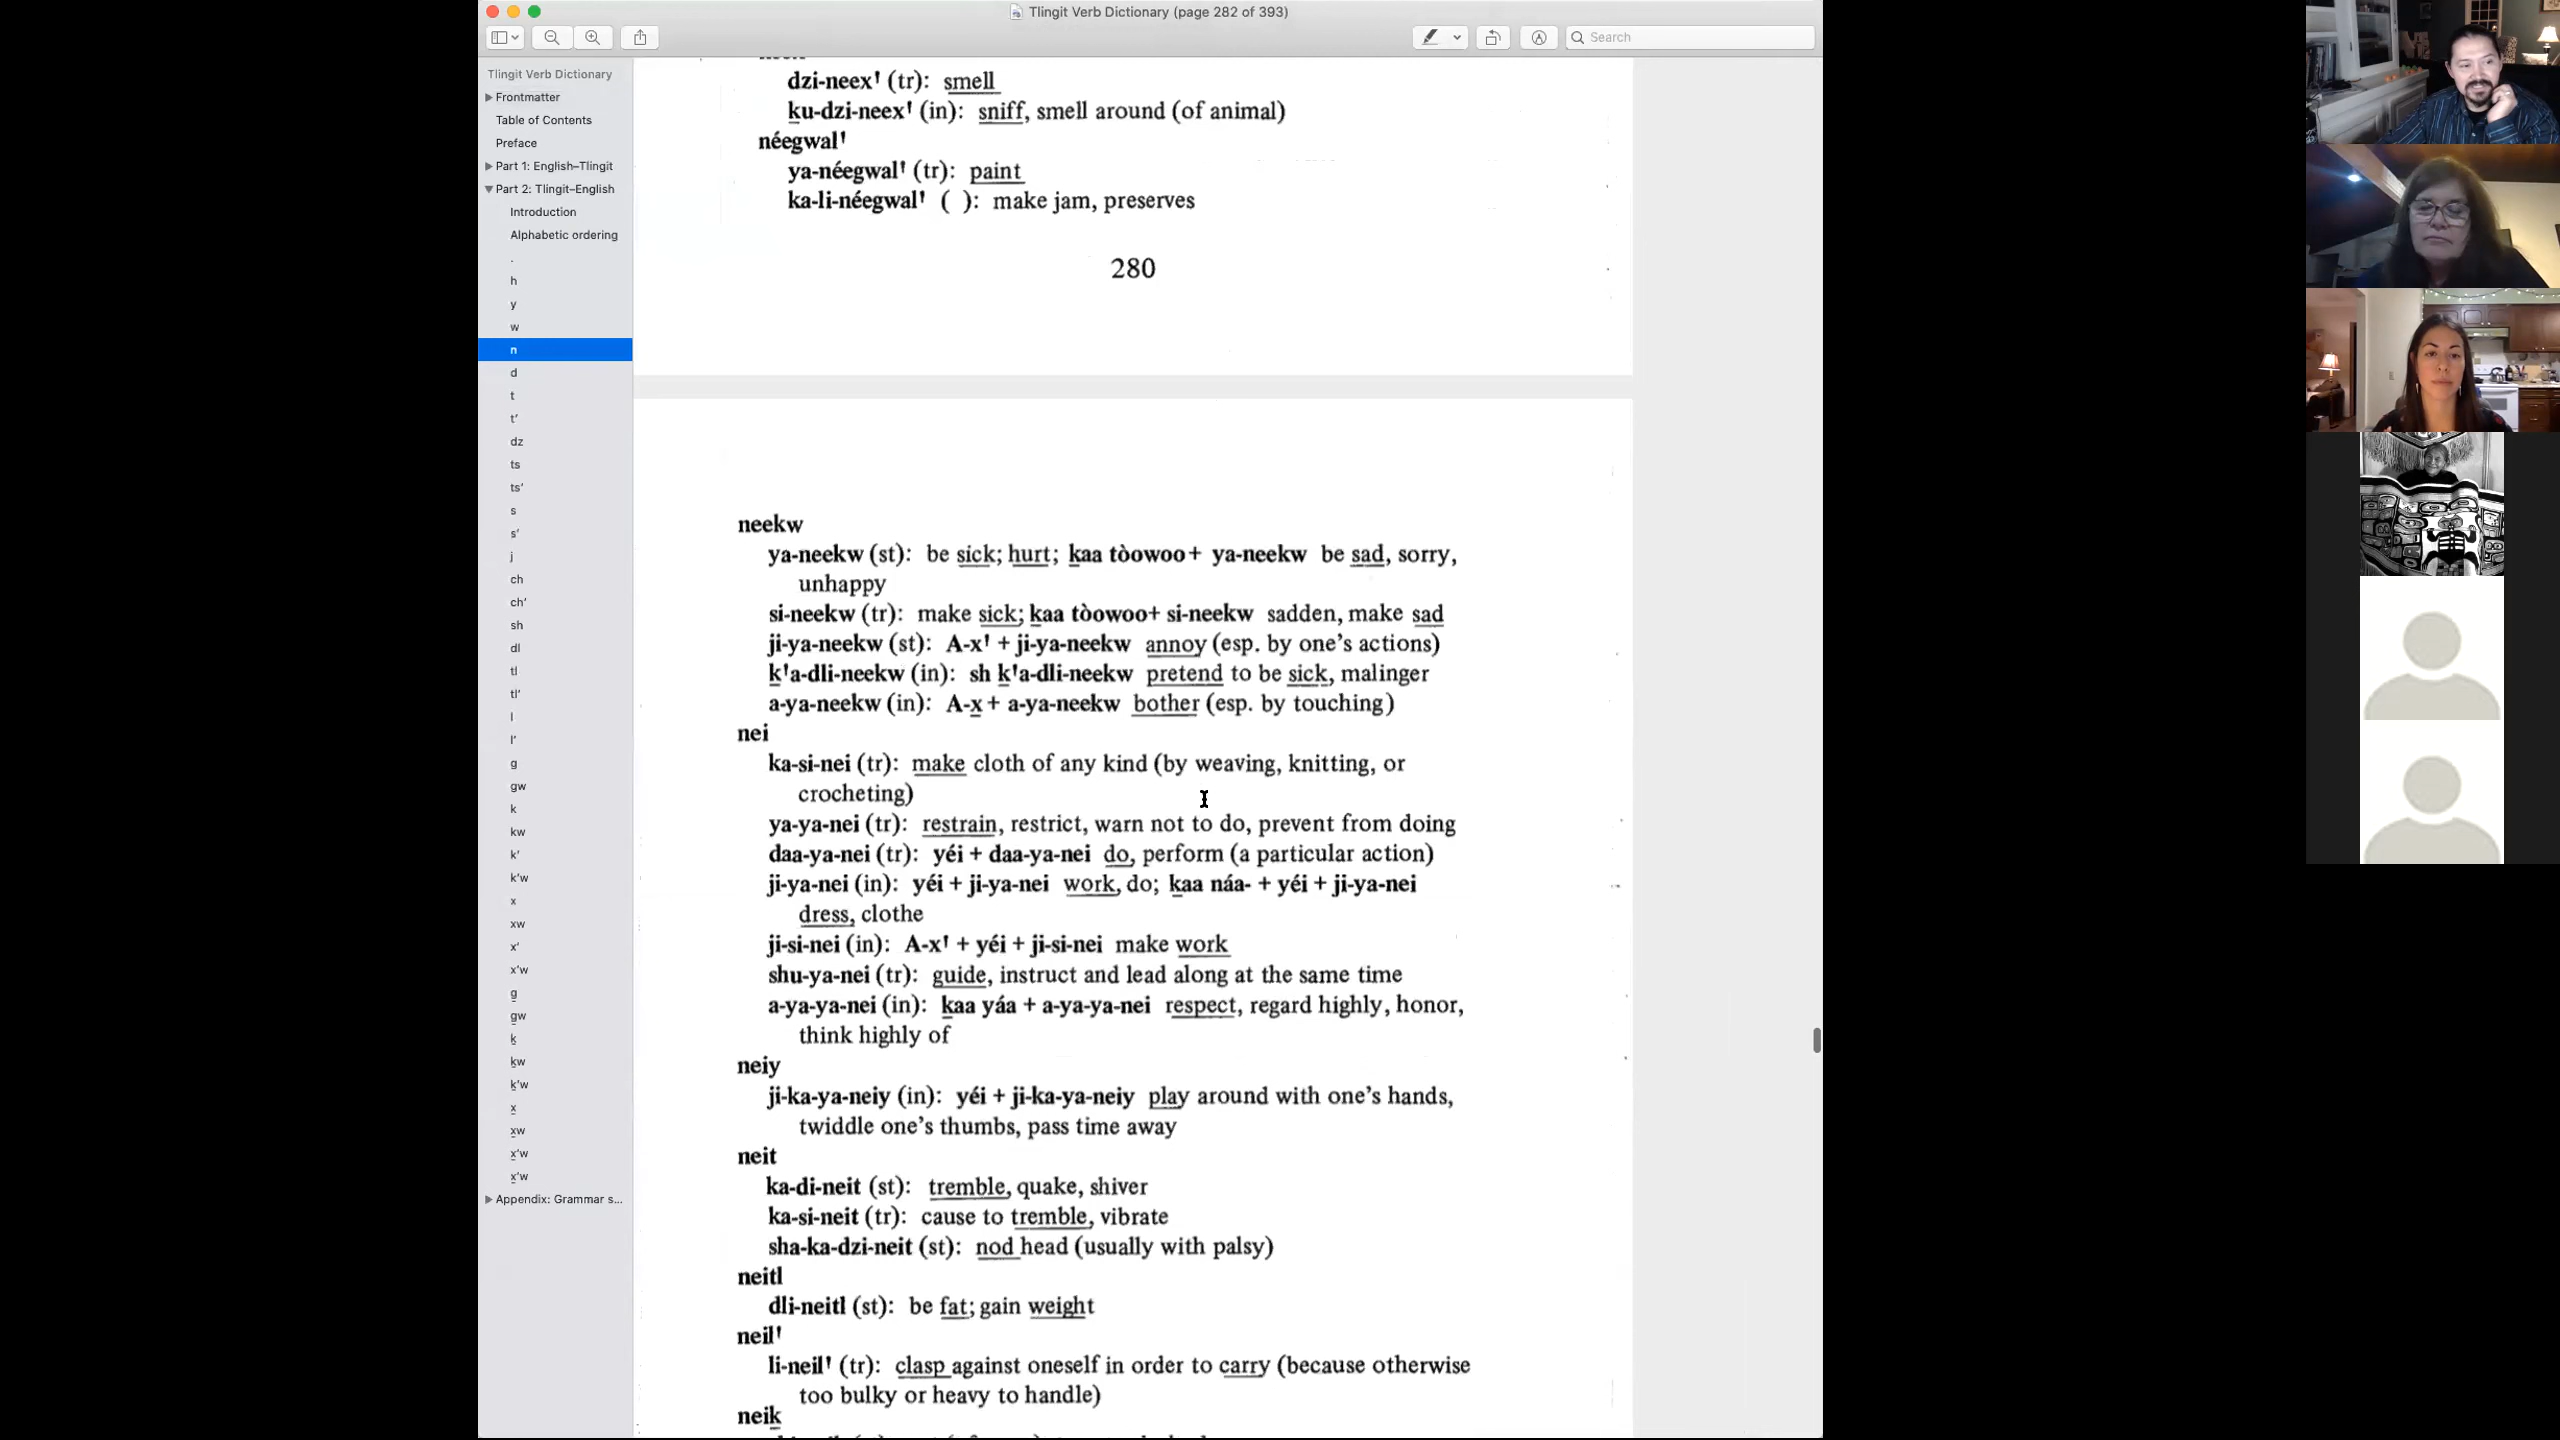 Tlingit Verb Dictionary (page 282 of 393)
Search
Tlingit Verb Dictionary
Frontmatter
Table of Contents
Preface
Part 1: English–Tlingit
Part 2: Tlingit–English
Introduction
Alphabetic ordering
.
h
y
w
n
d
t
t’
dz
ts
ts’
s
s’
j
ch
ch’
sh
dl
tl
tl’
l
l’
g
gw
k
kw
k’
k’w
x
xw
x’
x’w
g̱
g̱w
ḵ
ḵw
ḵ’w
x̱
x̱w
x̱’w
x̱’w
Appendix: Grammar s...
dzi-neex' (tr): smell
ḵu-dzi-neex' (in): sniff, smell around (of animal)
néegwal'
ya-néegwal' (tr): paint
ka-li-néegwal' ( ): make jam, preserves
280
neekw
ya-neekw (st): be sick; hurt; ḵaa tòowoo+ ya-neekw be sad, sorry,
unhappy
si-neekw (tr): make sick; ḵaa tòowoo+ si-neekw sadden, make sad
ji-ya-neekw (st): A-x' + ji-ya-neekw annoy (esp. by one's actions)
ḵ'a-dli-neekw (in): sh ḵ'a-dli-neekw pretend to be sick, malinger
a-ya-neekw (in): A-x̱ + a-ya-neekw bother (esp. by touching)
nei
ka-si-nei (tr): make cloth of any kind (by weaving, knitting, or
crocheting)
ya-ya-nei (tr): restrain, restrict, warn not to do, prevent from doing
daa-ya-nei (tr): yéi + daa-ya-nei do, perform (a particular action)
ji-ya-nei (in): yéi + ji-ya-nei work, do; ḵaa náa- + yéi + ji-ya-nei
dress, clothe
ji-si-nei (in): A-x' + yéi + ji-si-nei make work
shu-ya-nei (tr): guide, instruct and lead along at the same time
a-ya-ya-nei (in): ḵaa yáa + a-ya-ya-nei respect, regard highly, honor,
think highly of
neiy
ji-ka-ya-neiy (in): yéi + ji-ka-ya-neiy play around with one's hands,
twiddle one's thumbs, pass time away
neit
ka-di-neit (st): tremble, quake, shiver
ka-si-neit (tr): cause to tremble, vibrate
sha-ka-dzi-neit (st): nod head (usually with palsy)
neitl
dli-neitl (st): be fat; gain weight
neil'
li-neil' (tr): clasp against oneself in order to carry (because otherwise
too bulky or heavy to handle)
neiḵ